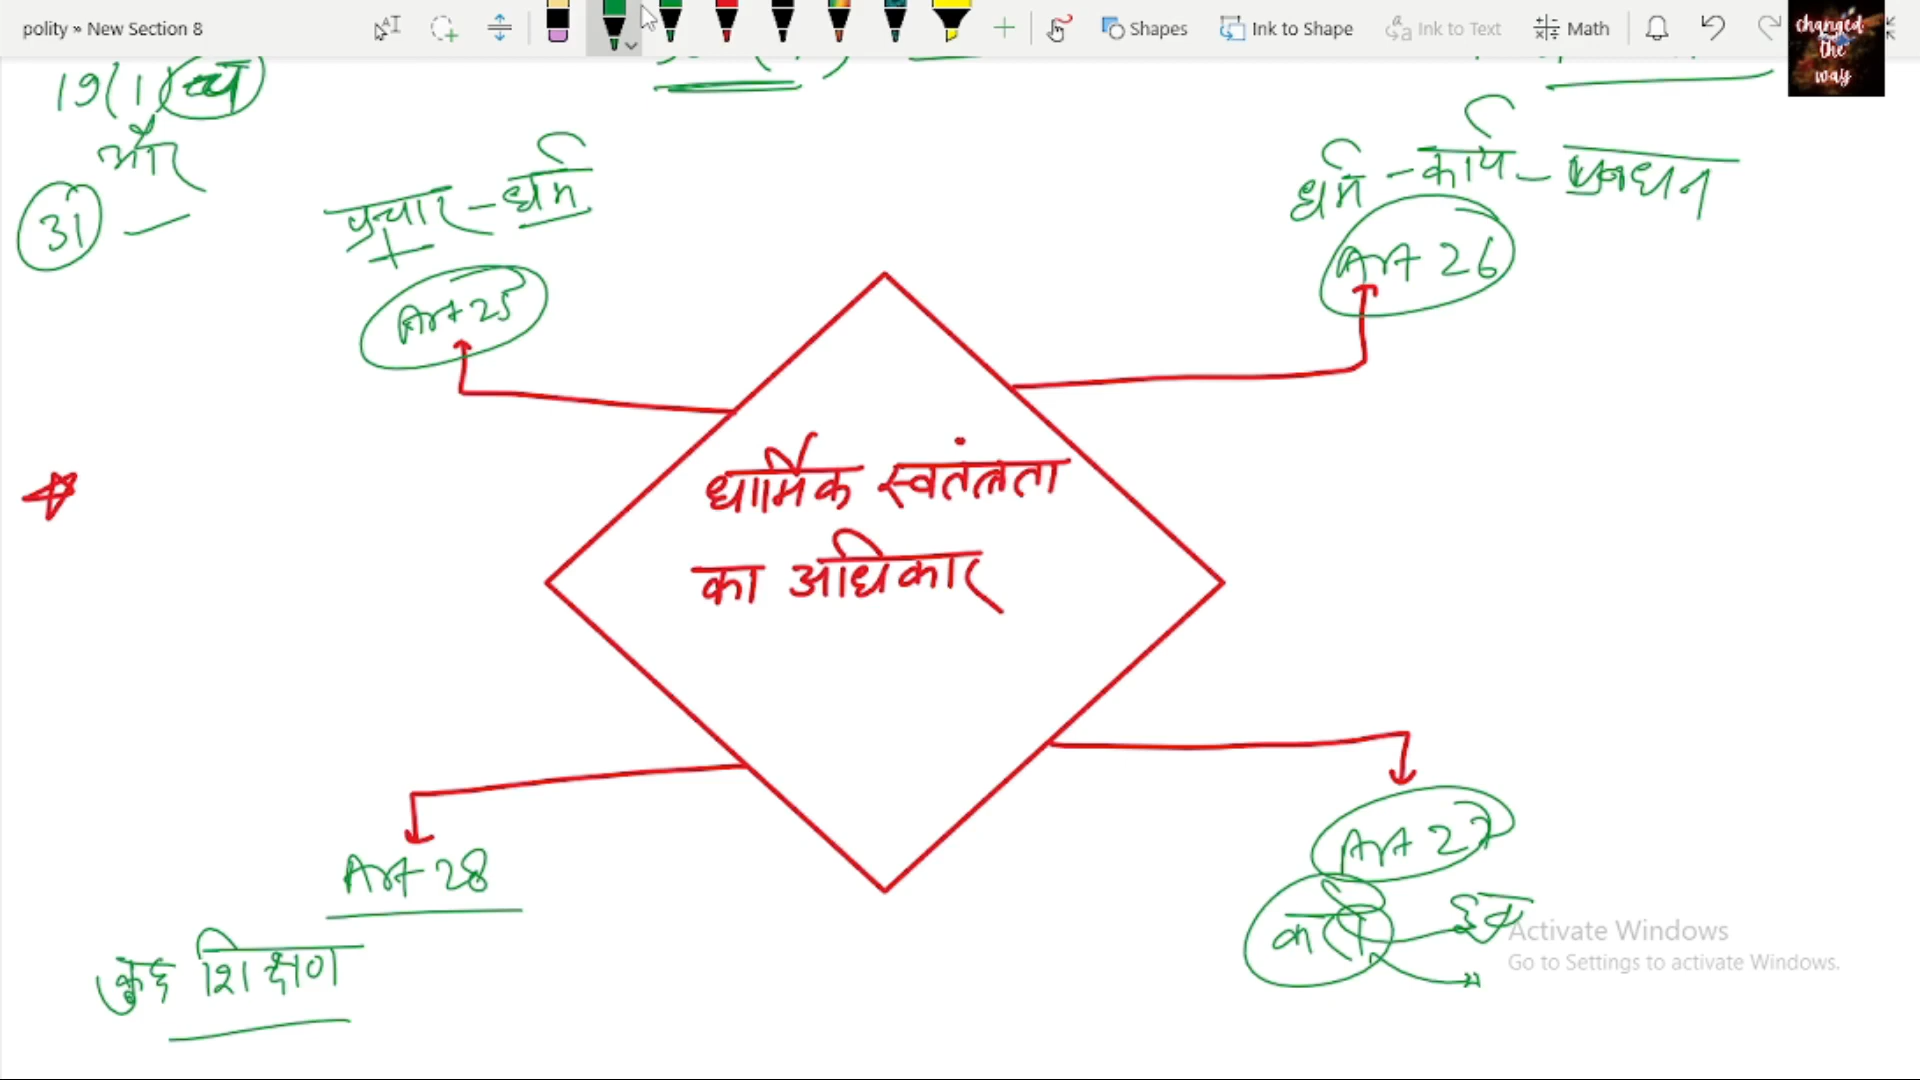 polity » New Section 8
Shapes
Ink to Shape
Ink to Text
Math
changed
the
way
19(1)
और
31
प्रचार - धर्म
Art 25
धर्म - कार्य - प्रबन्धन
Art 26
धार्मिक स्वतंत्रता
का अधिकार
Art 28
कुछ शिक्षण
Art 27
Activate Windows
Go to Settings to activate Windows.